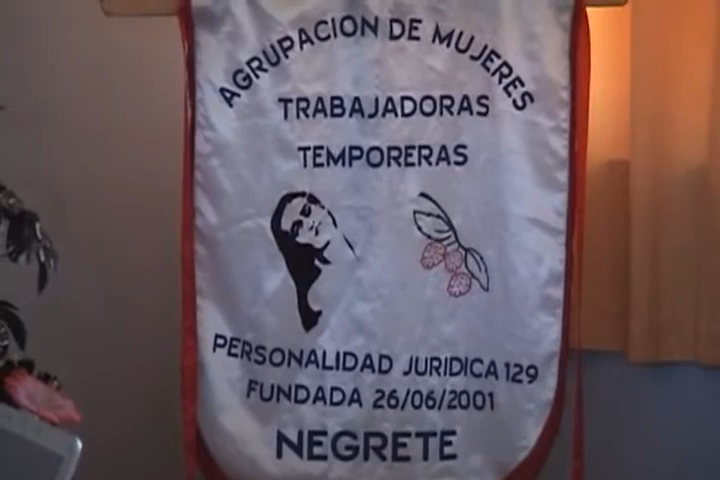 AGRUPACION DE MUJERES
TRABAJADORAS
TEMPORERAS
PERSONALIDAD JURIDICA 129
FUNDADA 26/06/2001
NEGRETE